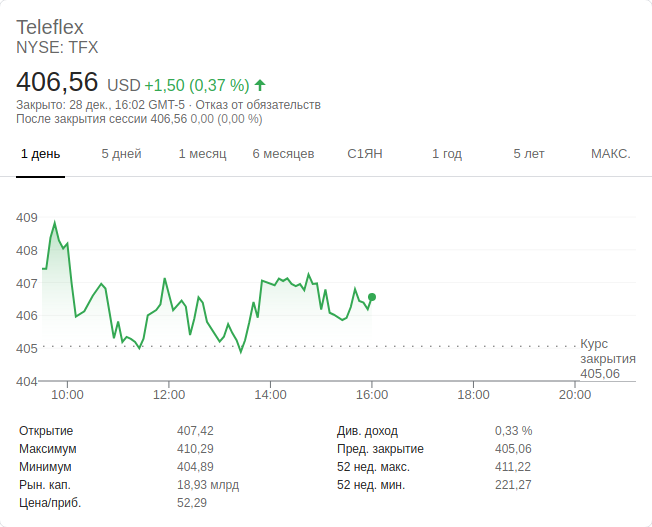 Teleflex
NYSE: TFX
406,56 USD +1,50 (0,37 %)
Закрыто: 28 дек., 16:02 GMT-5 · Отказ от обязательств
После закрытия сессии 406,56 0,00 (0,00 %)
1 день 5 дней 1 месяц 6 месяцев С1ЯН 1 год 5 лет МАКС.
409
408
407
406
405
404
Курс
закрытия
405,06
10:00 12:00 14:00 16:00 18:00 20:00
Открытие 407,42 Див. доход 0,33 %
Максимум 410,29 Пред. закрытие 405,06
Минимум 404,89 52 нед. макс. 411,22
Рын. кап. 18,93 млрд 52 нед. мин. 221,27
Цена/приб. 52,29